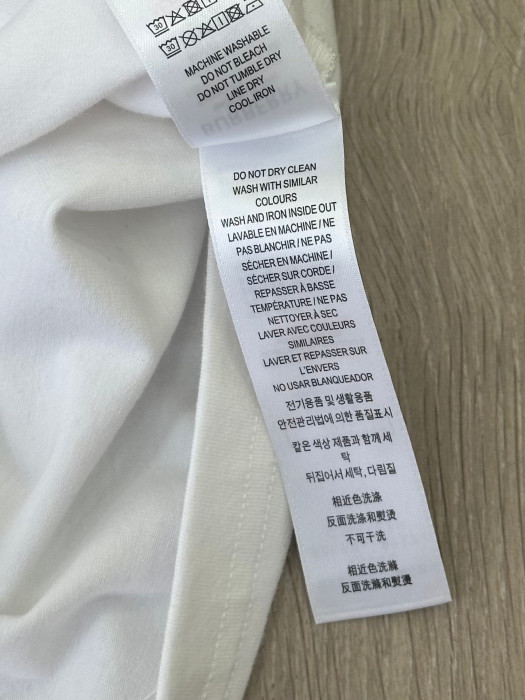 30
30
MACHINE WASHABLE
DO NOT BLEACH
DO NOT TUMBLE DRY
LINE DRY
COOL IRON
BURBERRY
DO NOT DRY CLEAN
WASH WITH SIMILAR
COLOURS
WASH AND IRON INSIDE OUT
LAVABLE EN MACHINE / NE
PAS BLANCHIR / NE PAS
SÉCHER EN MACHINE /
SÉCHER SUR CORDE /
REPASSER À BASSE
TEMPÉRATURE / NE PAS
NETTOYER À SEC
LAVER AVEC COULEURS
SIMILAIRES
LAVER ET REPASSER SUR
L'ENVERS
NO USAR BLANQUEADOR
전기용품 및 생활용품
안전관리법에 의한 품질표시
같은 색상 제품과 함께 세
탁
뒤집어서 세탁, 다림질
相近色洗涤
反面洗涤和熨烫
不可干洗
相近色洗滌
反面洗滌和熨燙